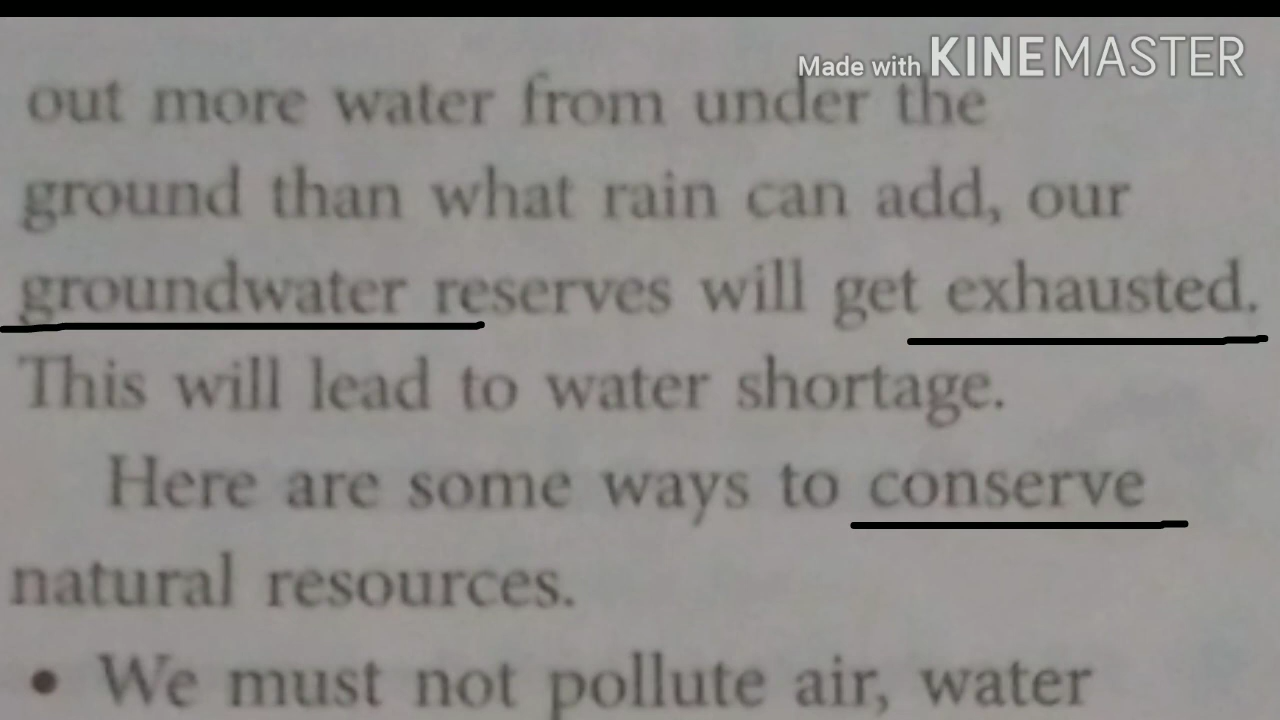 Made with KINEMASTER
out more water from under the
ground than what rain can add, our
groundwater reserves will get exhausted.
This will lead to water shortage.
Here are some ways to conserve
natural resources.
• We must not pollute air, water